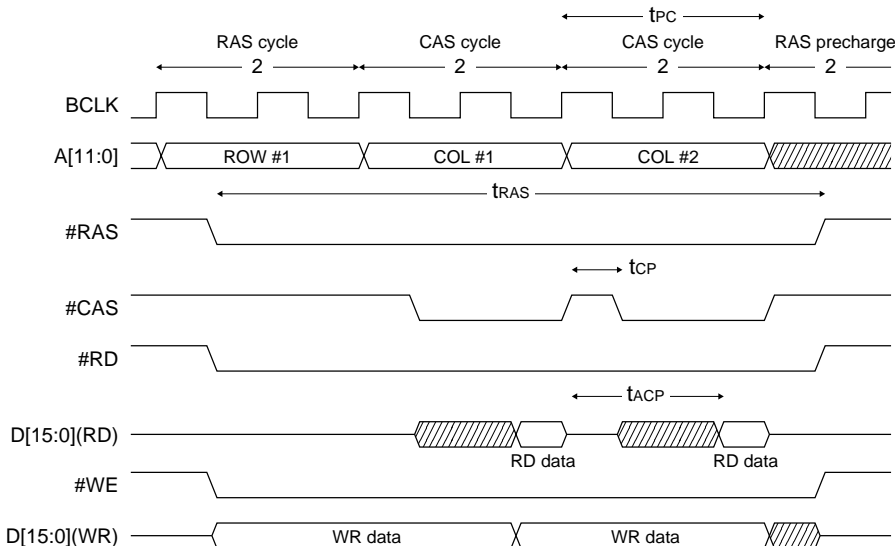 tPC
RAS cycle CAS cycle CAS cycle RAS precharge
2 2 2 2
BCLK
A[11:0] ROW #1 COL #1 COL #2
tRAS
#RAS
tCP
#CAS
#RD
tACP
D[15:0](RD)
RD data RD data
#WE
D[15:0](WR) WR data WR data